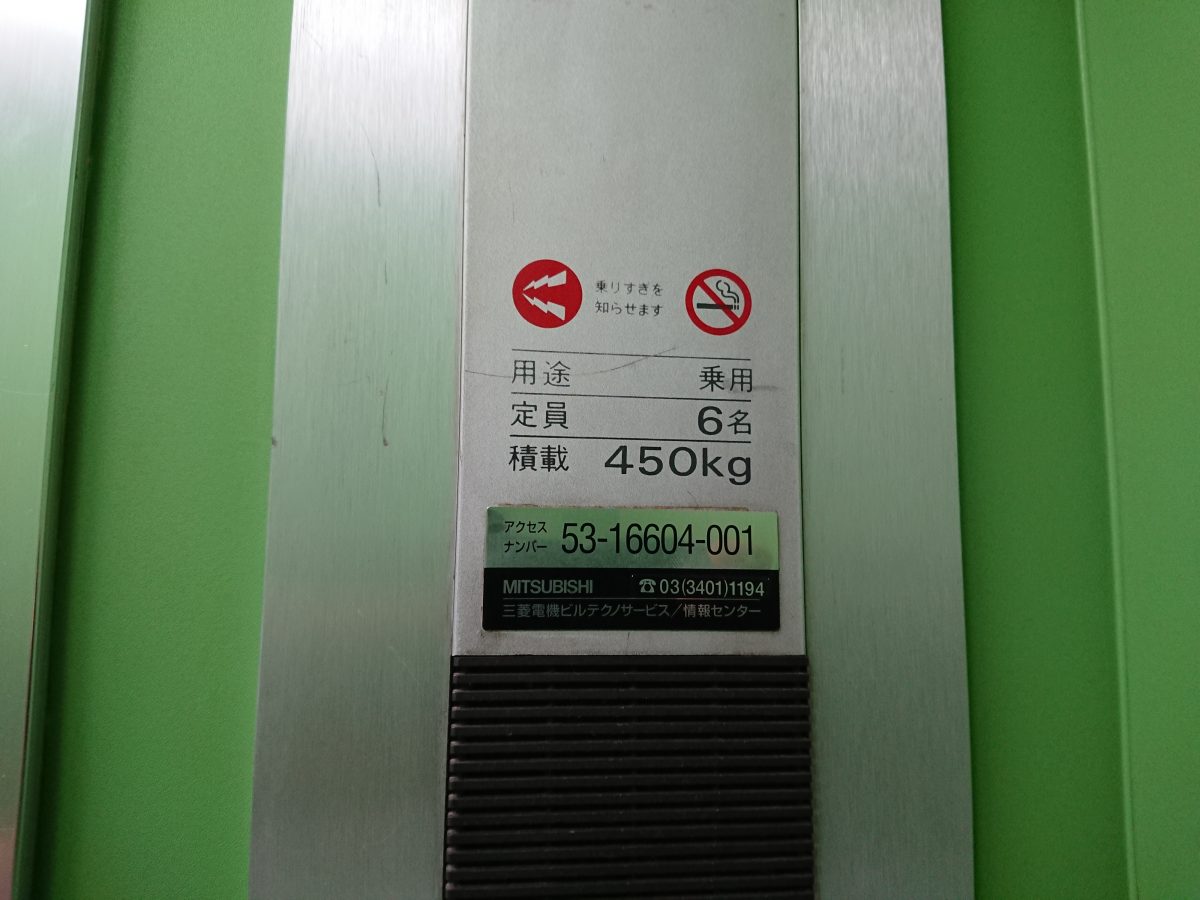 乗りすぎを
知らせます
用途 乗用
定員 6名
積載 450kg
アクセス
ナンバー 53-16604-001
MITSUBISHI ☎03(3401)1194
三菱電機ビルテクノサービス/情報センター